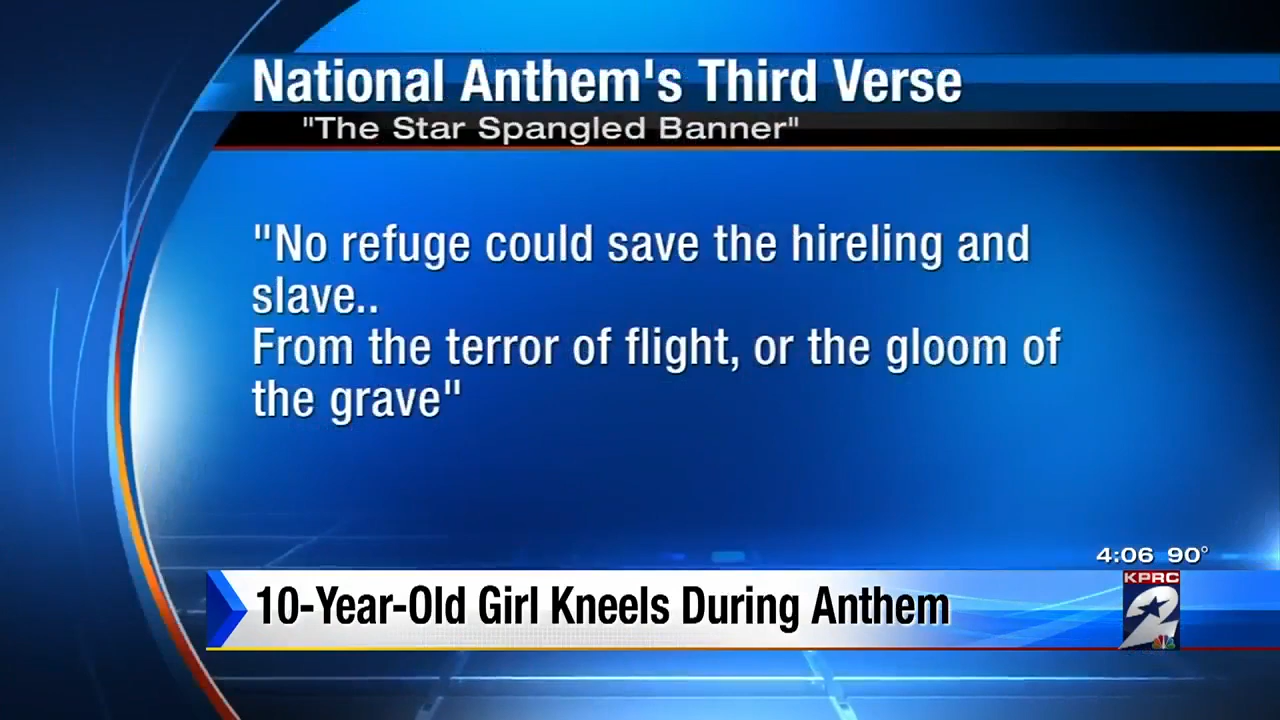 National Anthem's Third Verse
"The Star Spangled Banner"
"No refuge could save the hireling and
slave..
From the terror of flight, or the gloom of
the grave"
4:06 90°
10-Year-Old Girl Kneels During Anthem
KPRC
2